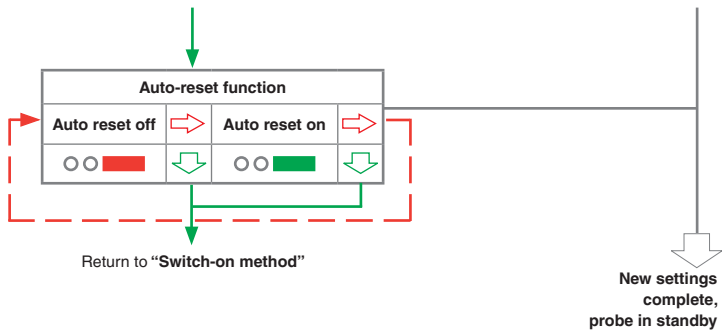 Auto-reset function
Auto reset off
Auto reset on
Return to “Switch-on method”
New settings
complete,
probe in standby